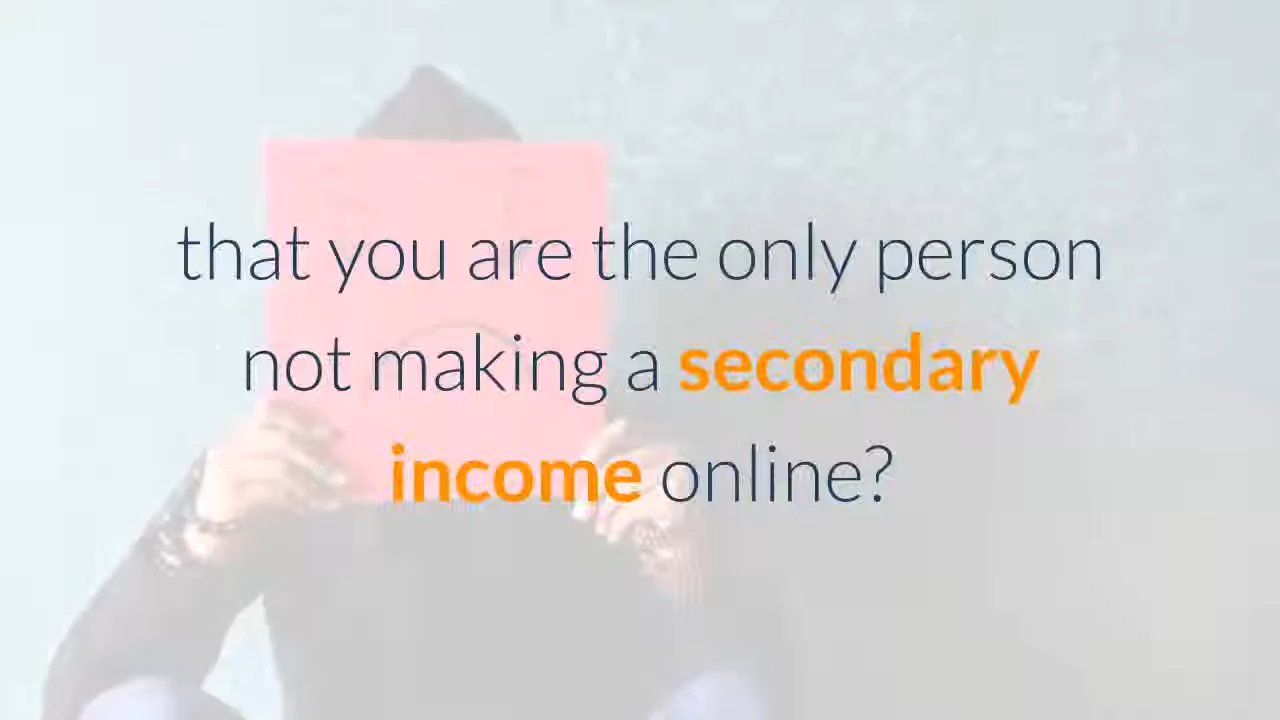 that you are the only person
not making a secondary
income online?